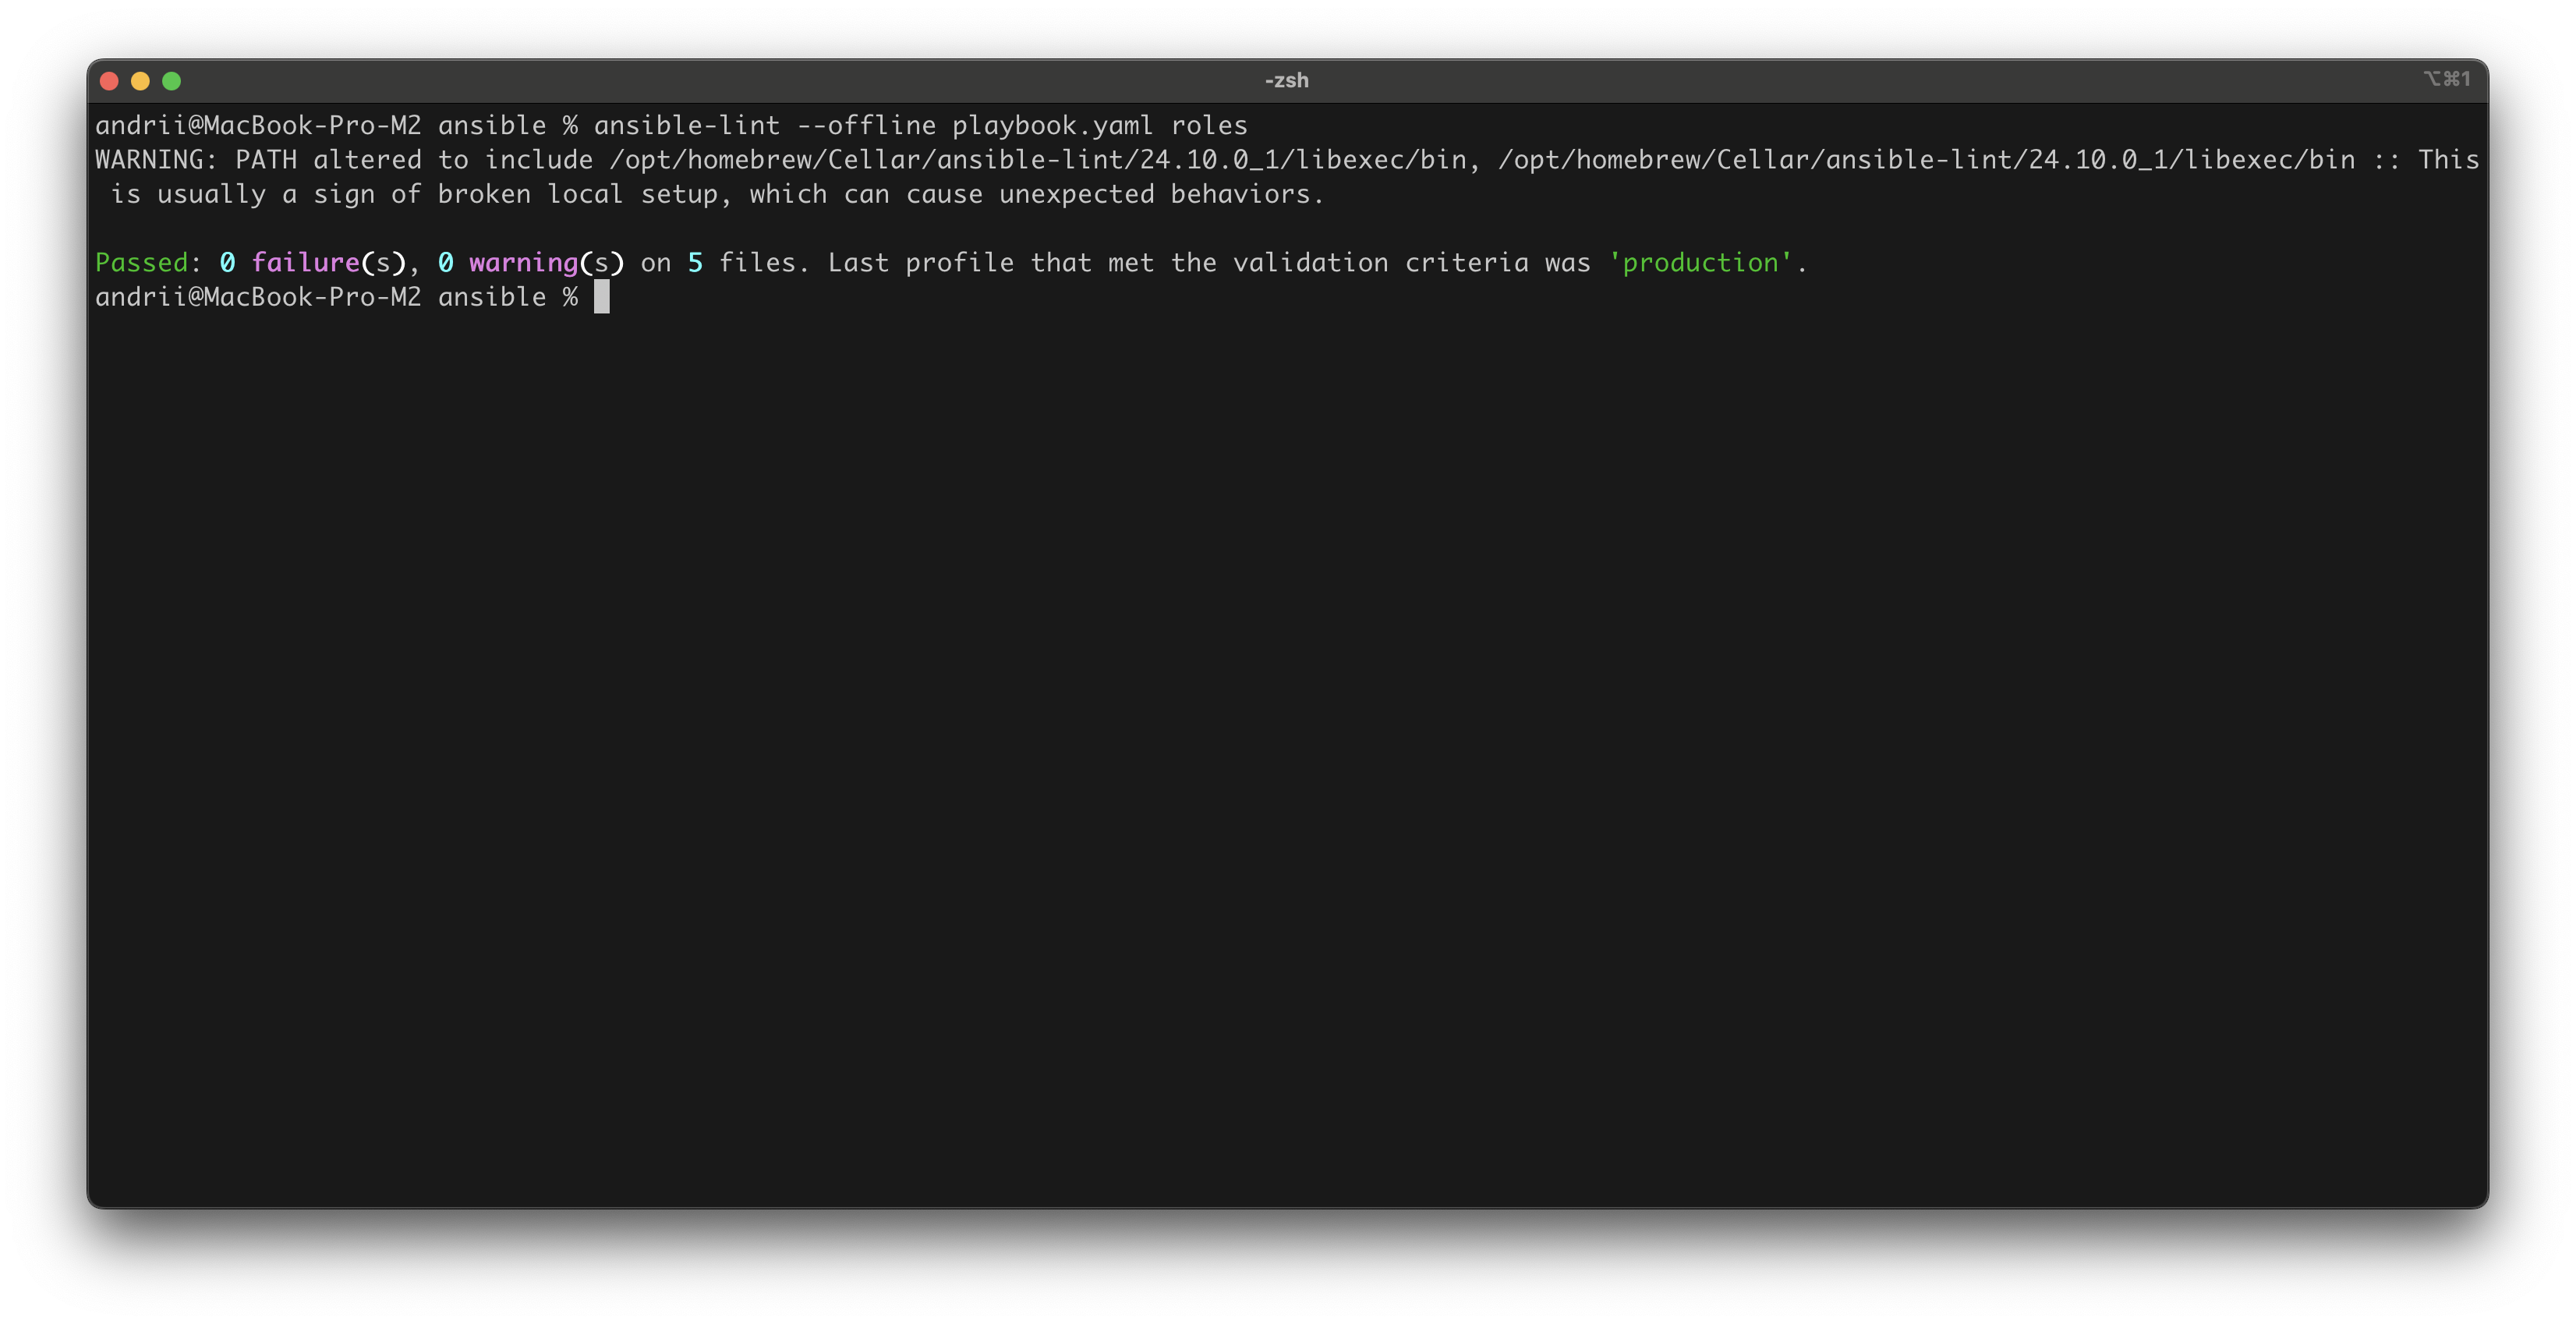 -zsh
⌥⌘1
andrii@MacBook-Pro-M2 ansible % ansible-lint --offline playbook.yaml roles
WARNING: PATH altered to include /opt/homebrew/Cellar/ansible-lint/24.10.0_1/libexec/bin, /opt/homebrew/Cellar/ansible-lint/24.10.0_1/libexec/bin :: This
 is usually a sign of broken local setup, which can cause unexpected behaviors.
Passed: 0 failure(s), 0 warning(s) on 5 files. Last profile that met the validation criteria was 'production'.
andrii@MacBook-Pro-M2 ansible %